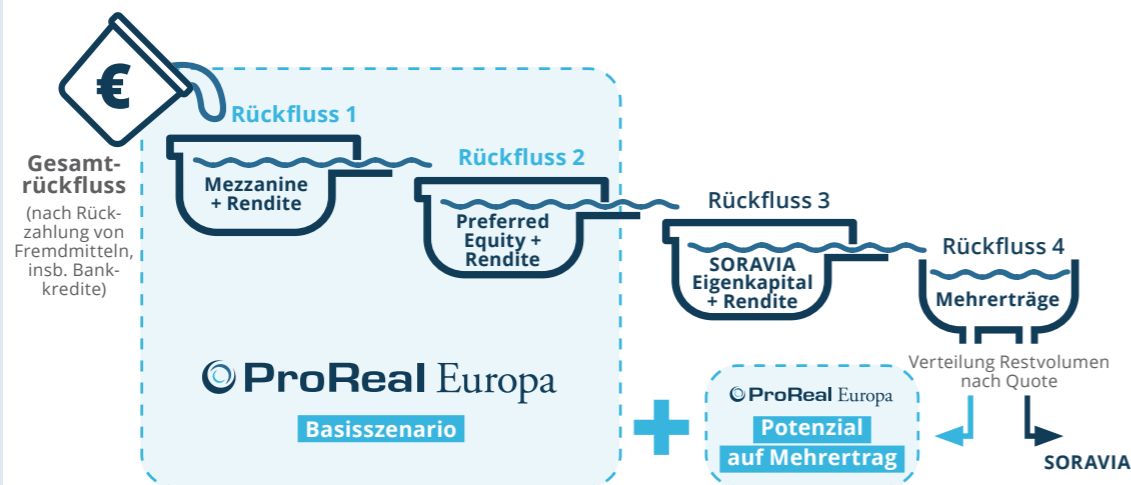 €
Gesamt-
rückfluss
(nach Rück-
zahlung von
Fremdmitteln,
insb. Bank-
kredite)
Rückfluss 1
Mezzanine
+ Rendite
Rückfluss 2
Preferred
Equity +
Rendite
Rückfluss 3
SORAVIA
Eigenkapital
+ Rendite
Rückfluss 4
Mehrerträge
Verteilung Restvolumen
nach Quote
ProReal Europa
Basisszenario
ProReal Europa
Potenzial
auf Mehrertrag
SORAVIA